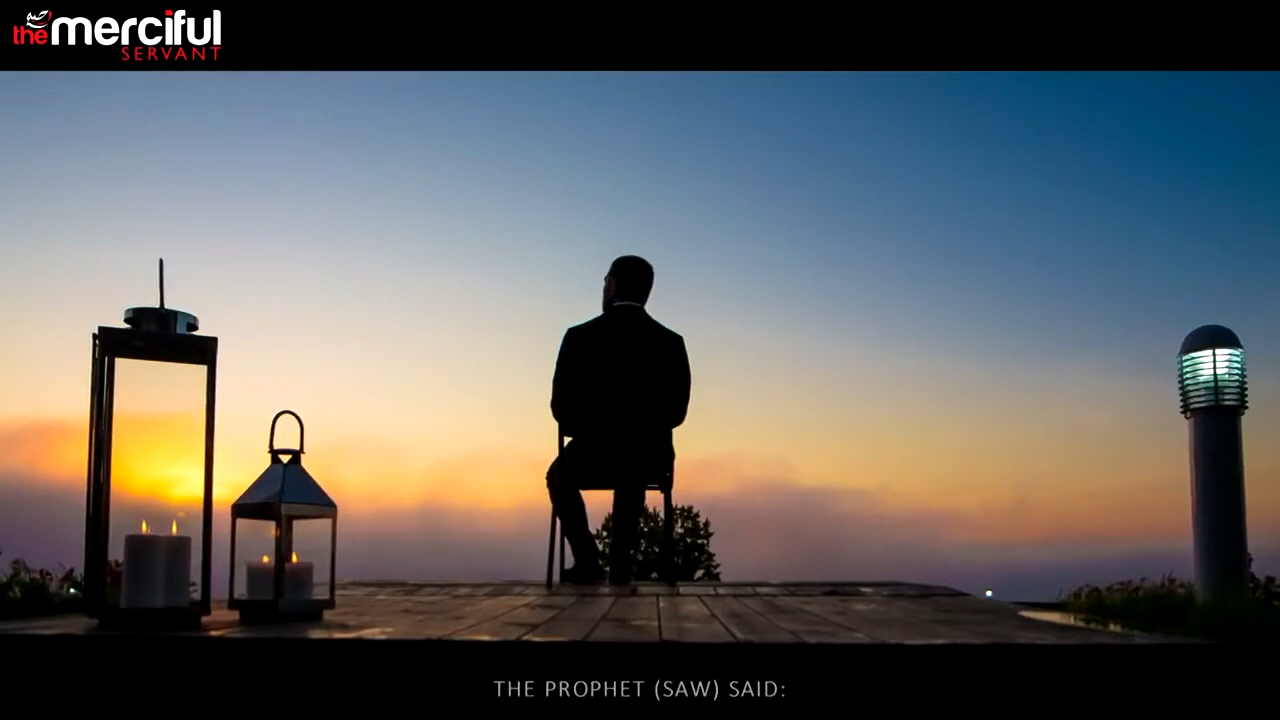 the merciful
SERVANT
THE PROPHET (SAW) SAID: